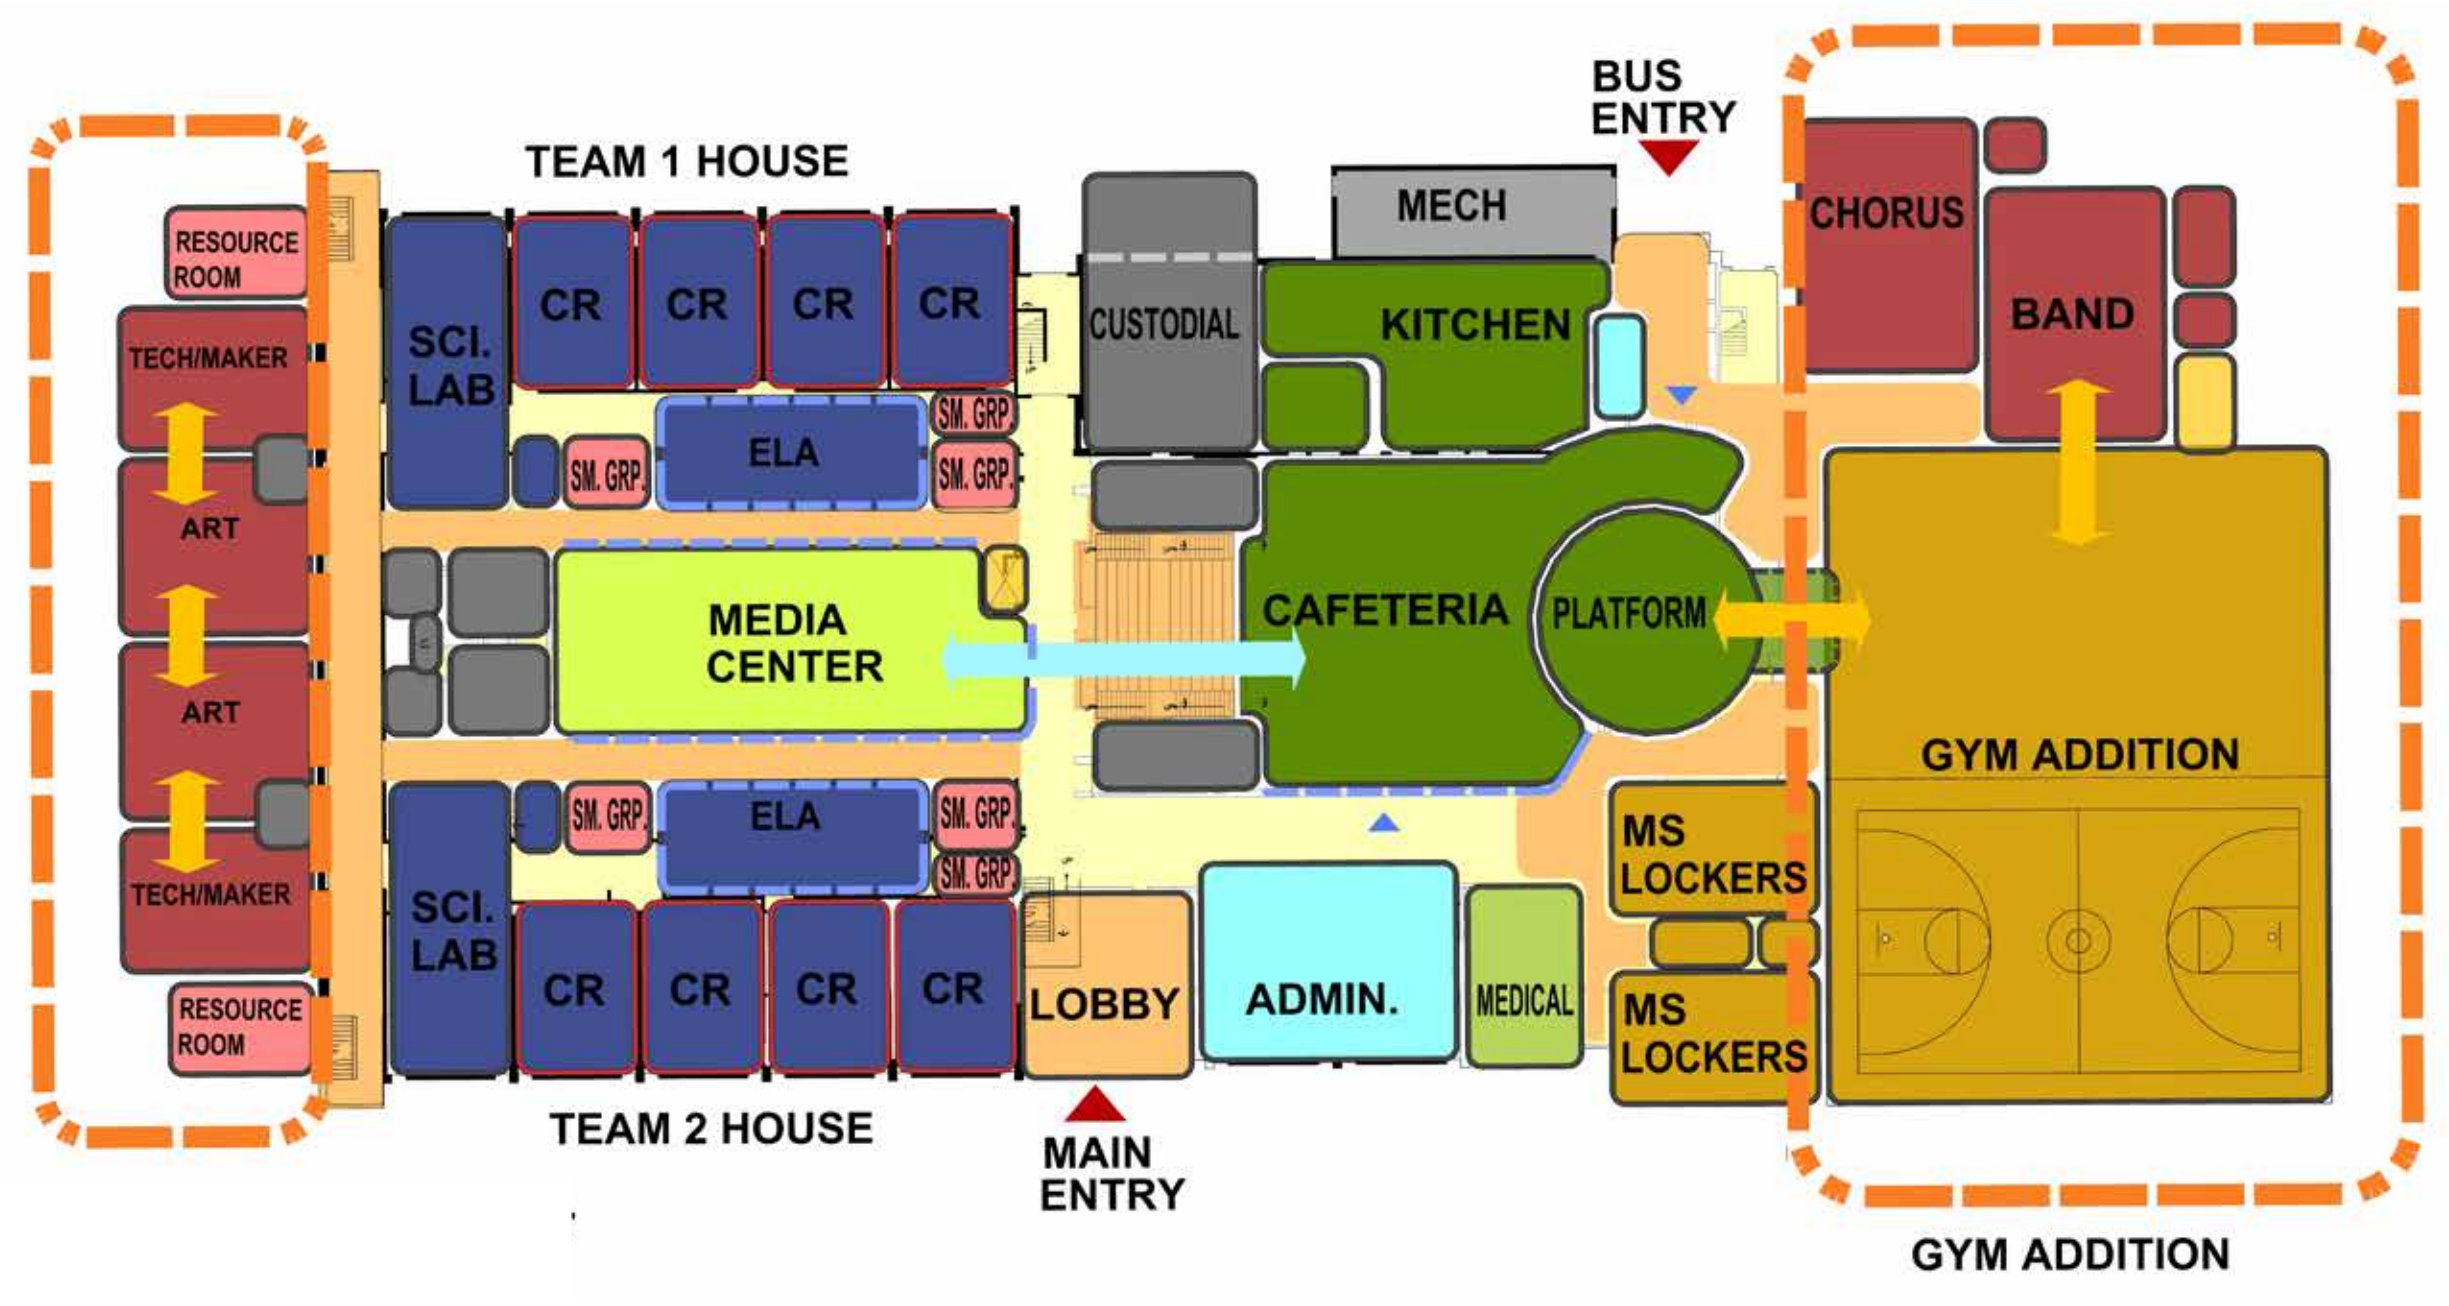 BUS
ENTRY
TEAM 1 HOUSE
MECH
CHORUS
RESOURCE
ROOM
CR
CR
CR
CR
SCI.
LAB
CUSTODIAL
KITCHEN
BAND
TECH/MAKER
SM. GRP.
ELA
SM. GRP.
SM. GRP.
ART
MEDIA
CENTER
CAFETERIA
PLATFORM
ART
GYM ADDITION
SM. GRP.
ELA
SM. GRP.
SM. GRP.
MS
LOCKERS
TECH/MAKER
SCI.
LAB
CR
CR
CR
CR
LOBBY
ADMIN.
MEDICAL
MS
LOCKERS
RESOURCE
ROOM
TEAM 2 HOUSE
MAIN
ENTRY
GYM ADDITION